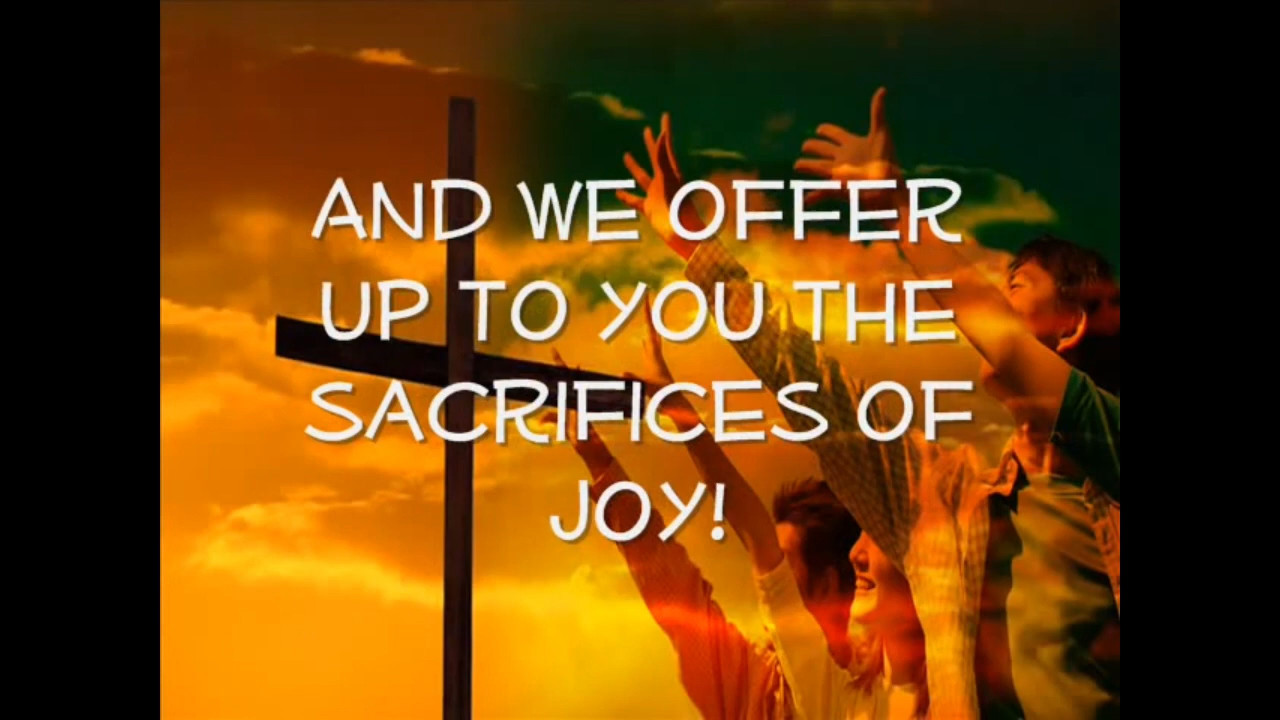 AND WE OFFER
UP TO YOU THE
SACRIFICES OF
JOY!